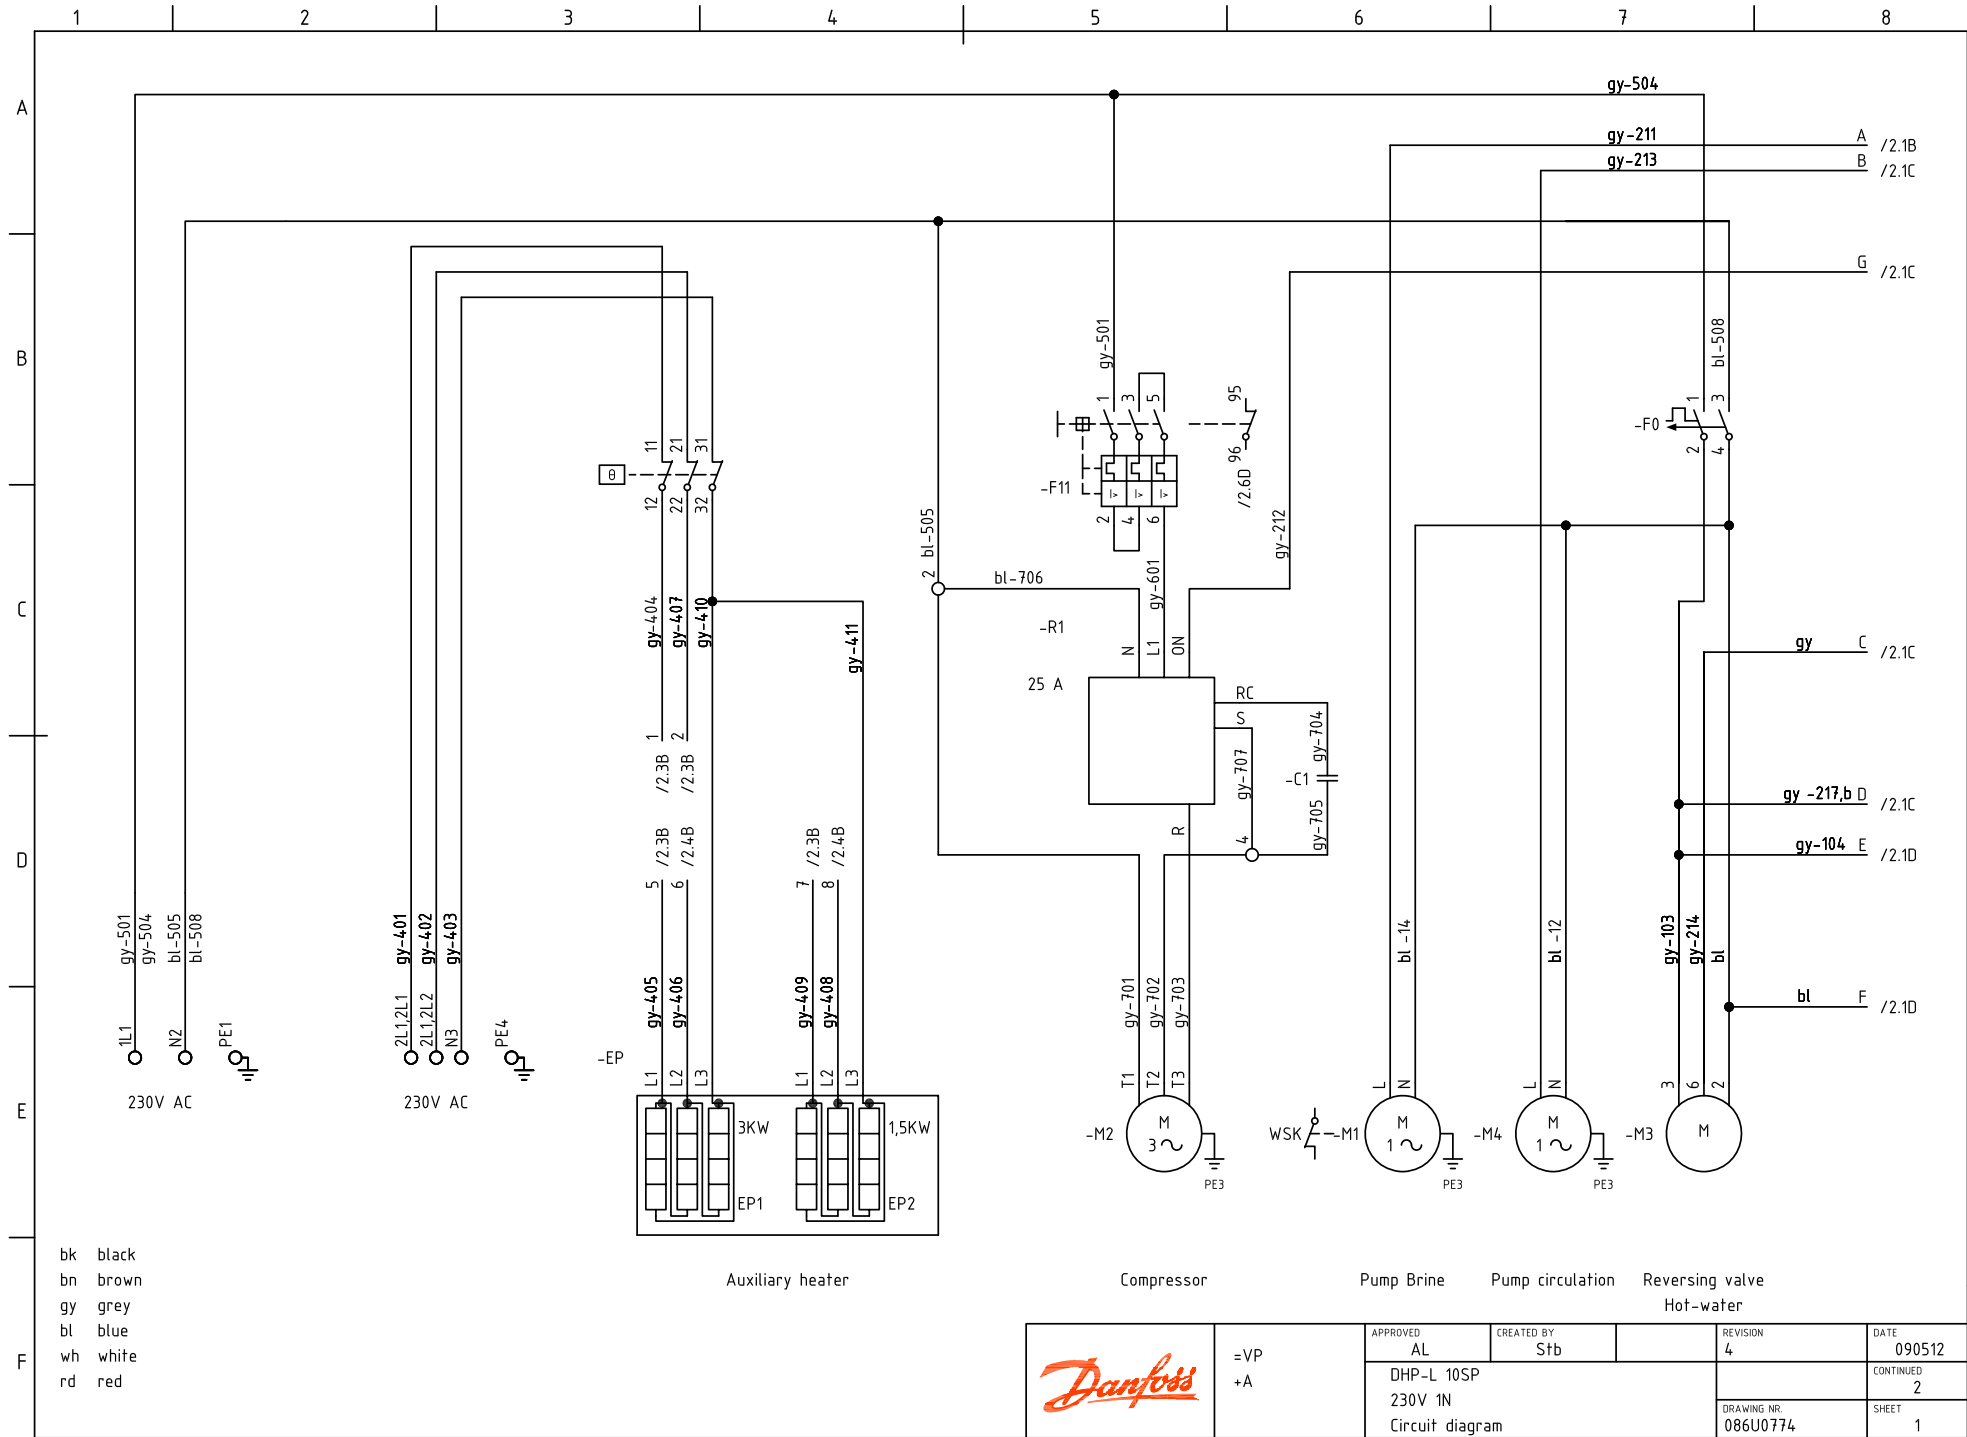 1 2 3 4 5 6 7 8
A
B
C
D
E
F
gy-504
gy-211 A /2.1B
gy-213 B /2.1C
G /2.1C
gy-501
bl-508
1 3 5
95
96
/2.6D
-F11
I> I> I>
2 4 6
-F0
1 3
2 4
11 21 31
θ
12 22 32
bl-505
2
bl-706
gy-601
gy-212
gy-404
gy-407
gy-410
gy-411
-R1
N L1 ON
25 A
RC
S
gy-704
gy-707
-C1
gy-705
R
4
gy C /2.1C
gy -217,b D /2.1C
gy-104 E /2.1D
bl F /2.1D
1 2
/2.3B /2.3B
/2.3B /2.4B
5 6
/2.3B /2.4B
7 8
gy-501
gy-504
bl-505
bl-508
gy-401
gy-402
gy-403
gy-405
gy-406
gy-409
gy-408
gy-701
gy-702
gy-703
bl -14
bl -12
gy-103
gy-214
bl
1L1 N2 PE1
230V AC
2L1,2L1 2L1,2L2 N3 PE4
230V AC
-EP
L1 L2 L3
3KW
EP1
L1 L2 L3
1,5KW
EP2
T1 T2 T3
-M2
M
3
PE3
WSK
-M1
L N
M
1
PE3
-M4
L N
M
1
PE3
-M3
3 6 2
M
Auxiliary heater
Compressor
Pump Brine
Pump circulation
Reversing valve
Hot-water
bk black
bn brown
gy grey
bl blue
wh white
rd red
Danfoss
=VP
+A
APPROVED
AL
CREATED BY
Stb
REVISION
4
DATE
090512
DHP-L 10SP
230V 1N
Circuit diagram
CONTINUED
2
DRAWING NR.
086U0774
SHEET
1